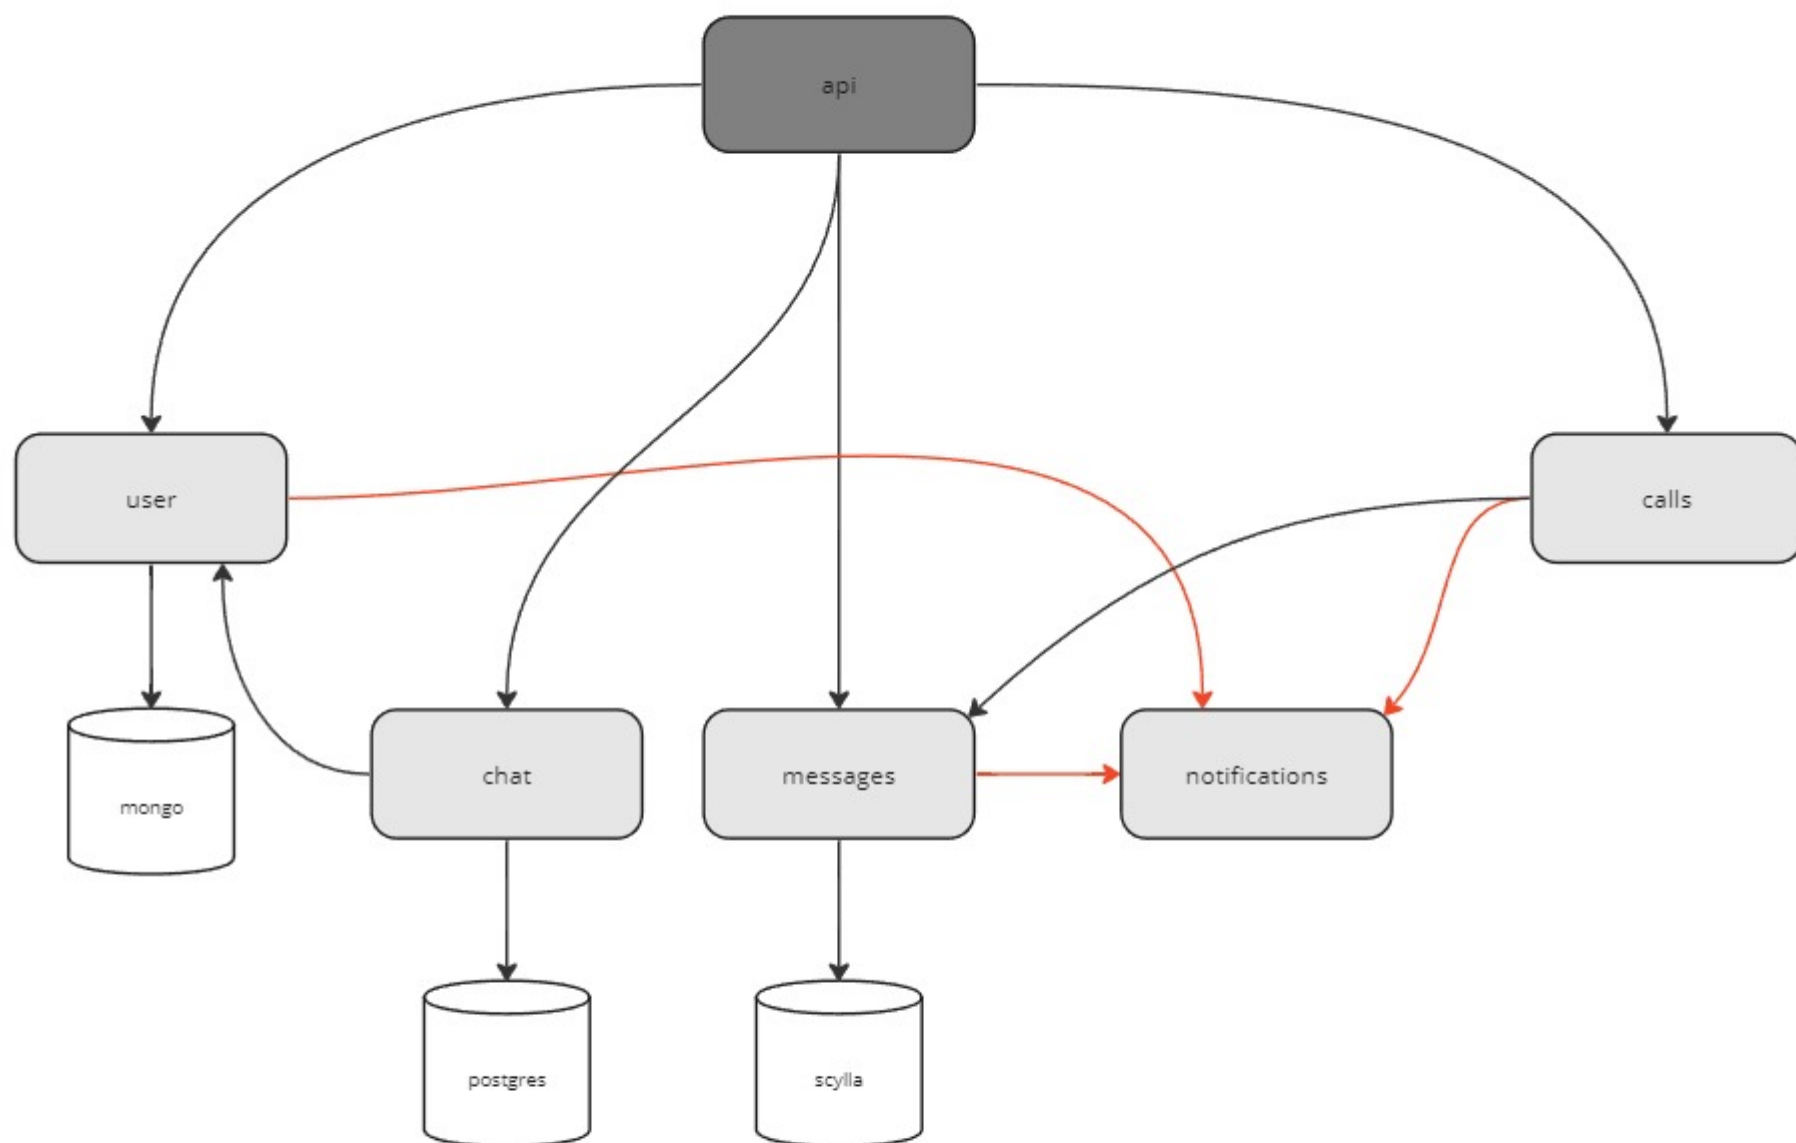 api
user
calls
chat
messages
notifications
mongo
postgres
scylla